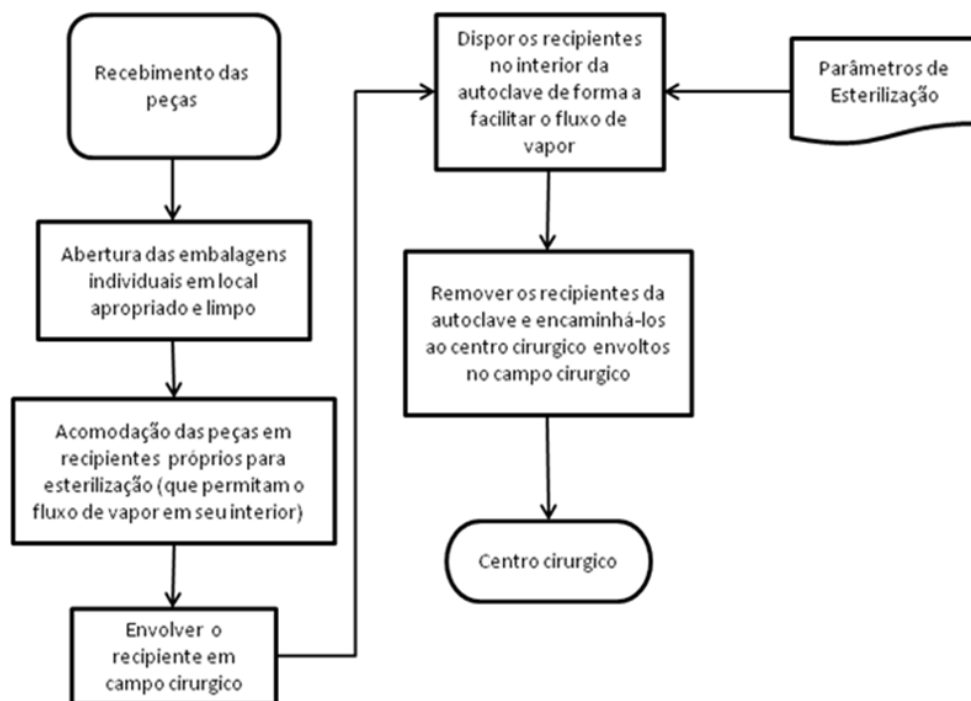 Recebimento das
peças
Abertura das embalagens
individuais em local
apropriado e limpo
Acomodação das peças em
recipientes próprios para
esterilização (que permitam o
fluxo de vapor em seu interior)
Envolver o
recipiente em
campo cirurgico
Dispor os recipientes
no interior da
autoclave de forma a
facilitar o fluxo de
vapor
Parâmetros de
Esterilização
Remover os recipientes da
autoclave e encaminhá-los
ao centro cirurgico envoltos
no campo cirurgico
Centro cirurgico